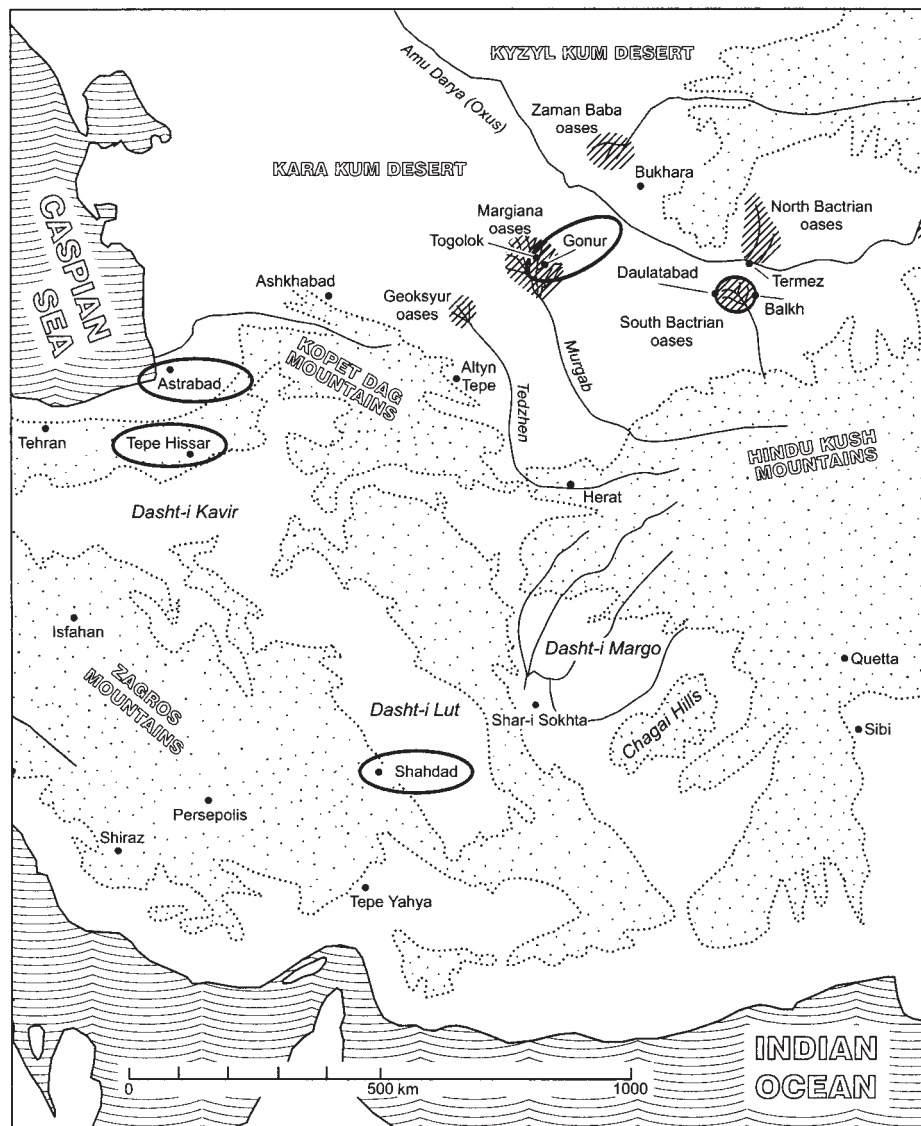 KYZYL KUM DESERT
Amu Darya (Oxus)
Zaman Baba
oases
Bukhara
KARA KUM DESERT
CASPIAN
SEA
Margiana
oases
Togolok
Gonur
North Bactrian
oases
Ashkhabad
Geoksyur
oases
Daulatabad
Termez
Balkh
South Bactrian
oases
KOPET DAG
MOUNTAINS
Altyn
Tepe
Murgab
Tedzhen
Astrabad
Tehran
Tepe Hissar
HINDU KUSH
MOUNTAINS
Herat
Dasht-i Kavir
Isfahan
Dasht-i Margo
Quetta
ZAGROS
MOUNTAINS
Dasht-i Lut
Shar-i Sokhta
Chagai Hills
Sibi
Shahdad
Persepolis
Shiraz
Tepe Yahya
INDIAN
OCEAN
0 500 km 1000